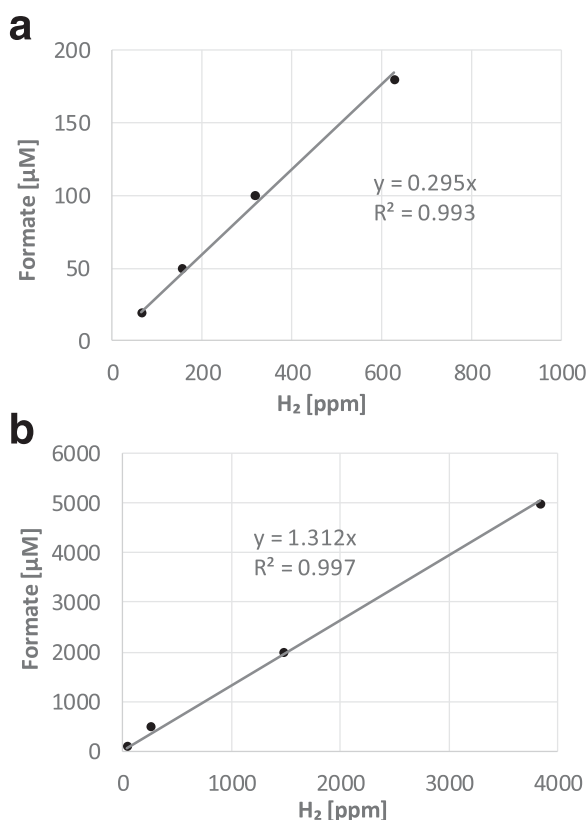 a
200
150
100
50
0
Formate [µM]
y = 0.295x
R² = 0.993
0 200 400 600 800 1000
H₂ [ppm]
b
6000
5000
4000
3000
2000
1000
0
Formate [µM]
y = 1.312x
R² = 0.997
0 1000 2000 3000 4000
H₂ [ppm]